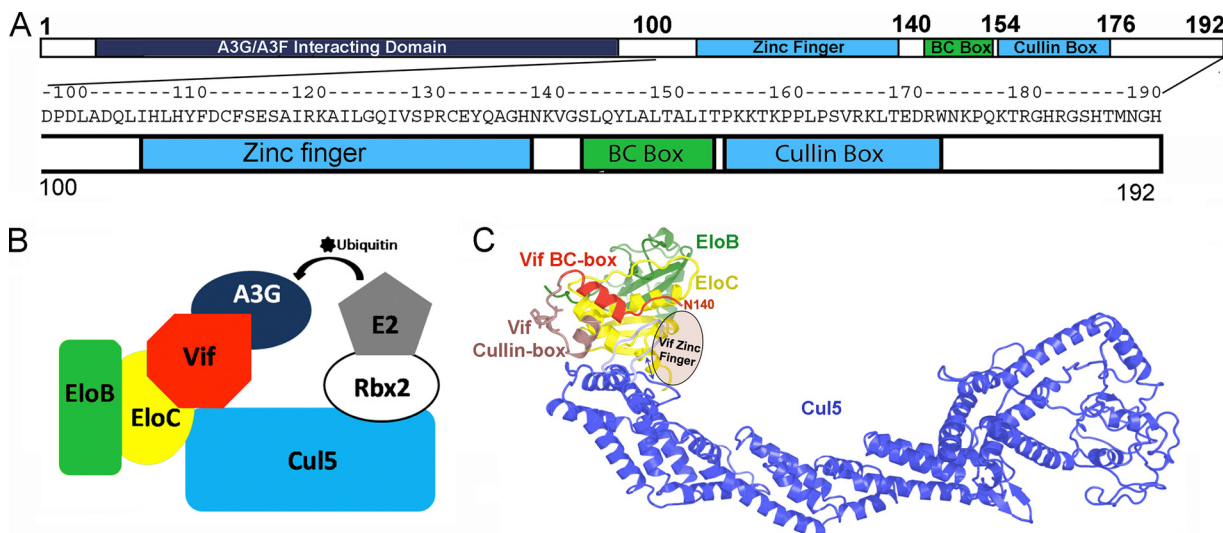 A
1 100 140 154 176 192
A3G/A3F Interacting Domain Zinc Finger BC Box Cullin Box
--100-------110-------120-------130-------140-------150-------160-------170-------180-------190
DPDLADQLIHLHYFDCFSESAIRKAILGQIVSPRCEYQAGHNKVGSLQYLALTALITPKKTKPPLPSVRKLTEDRWNKPQKTRGHRGSHTMNGH
Zinc finger BC Box Cullin Box
100 192
B
Ubiquitin
A3G
E2
Vif
Rbx2
EloB
EloC
Cul5
C
EloB
Vif BC-box
EloC
N140
Vif
Cullin-box
Vif Zinc
Finger
Cul5